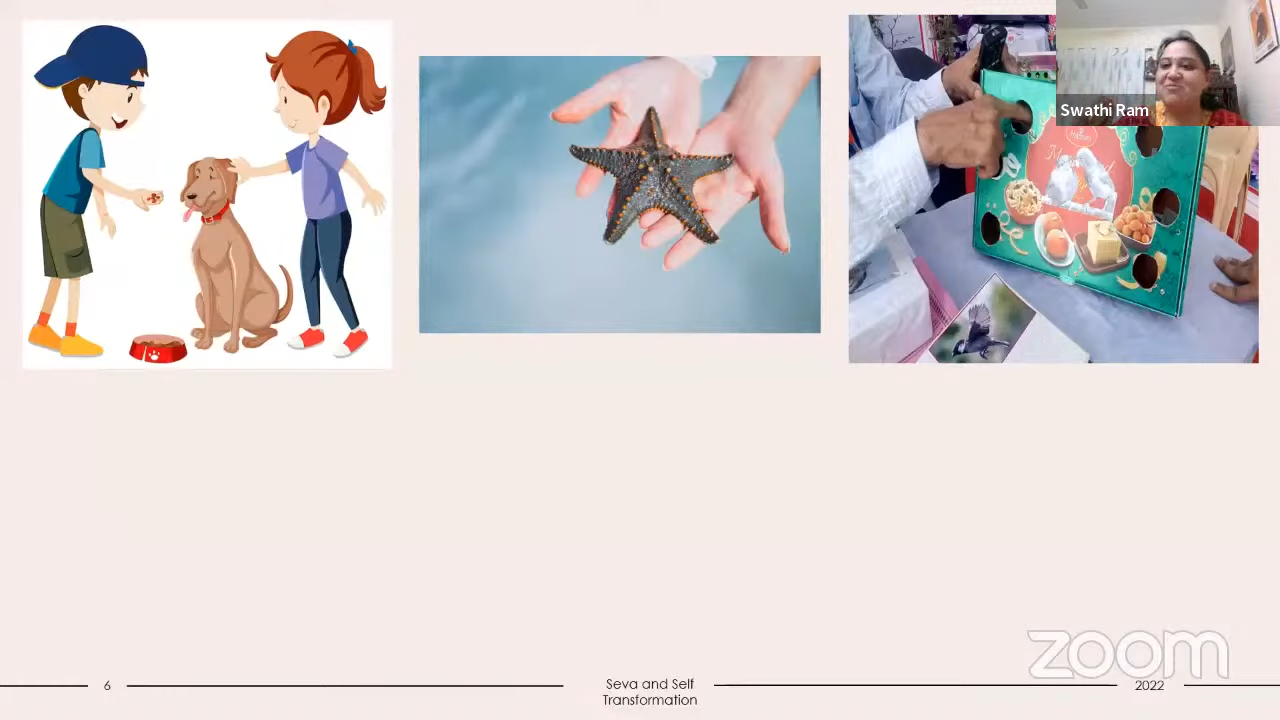 Swathi Ram
6
Seva and Self
Transformation
2022
zoom